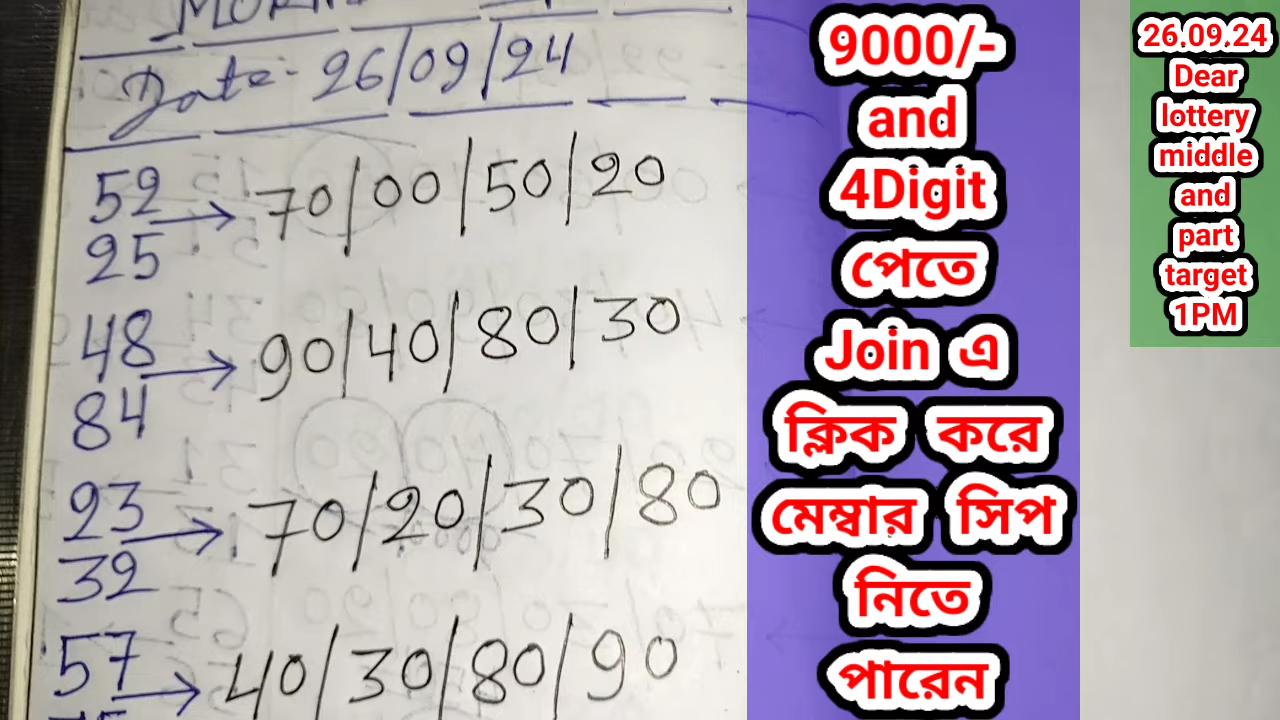 Date:- 26/09/24
52 → 70/00/50/20
25
48 → 90/40/80/30
84
23 → 70/20/30/80
32
57 → 40/30/80/90
9000/-
and
4Digit
পেতে
Join এ
ক্লিক করে
মেম্বার সিপ
নিতে
পারেন
26.09.24
Dear
lottery
middle
and
part
target
1PM